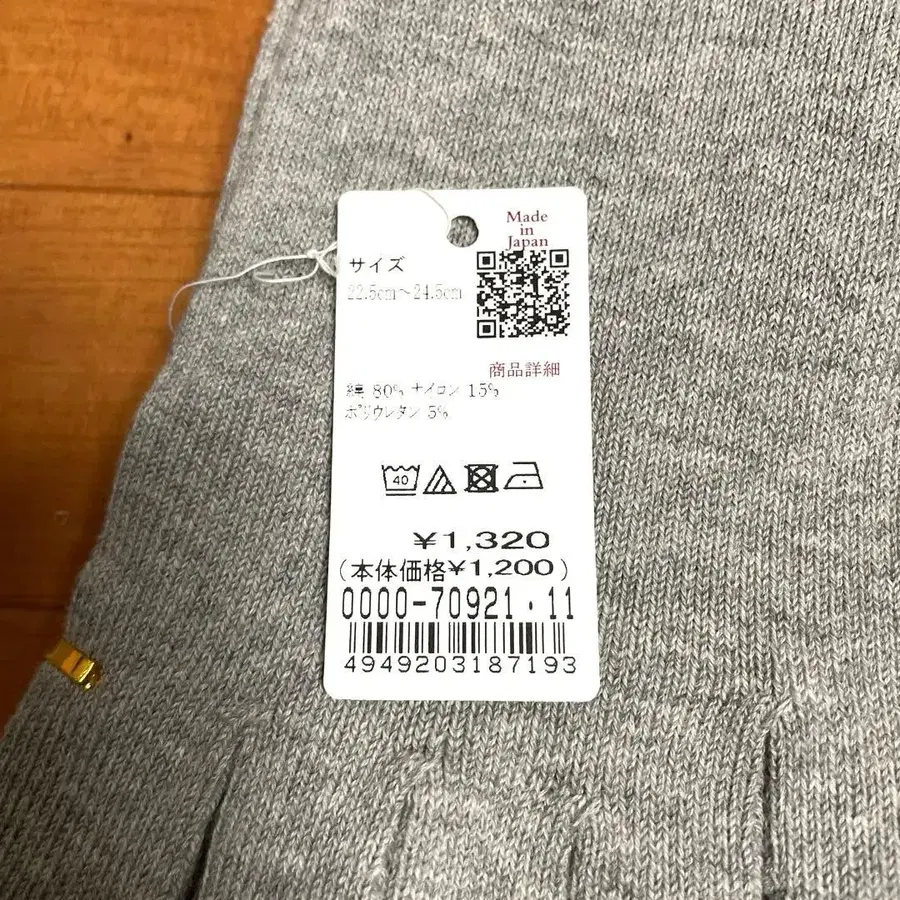 Made
in
Japan
サイズ
22.5cm～24.5cm
商品詳細
綿 80% ナイロン 15%
ポリウレタン 5%
40
¥1,320
(本体価格¥1,200)
0000-70921・11
4949203187193